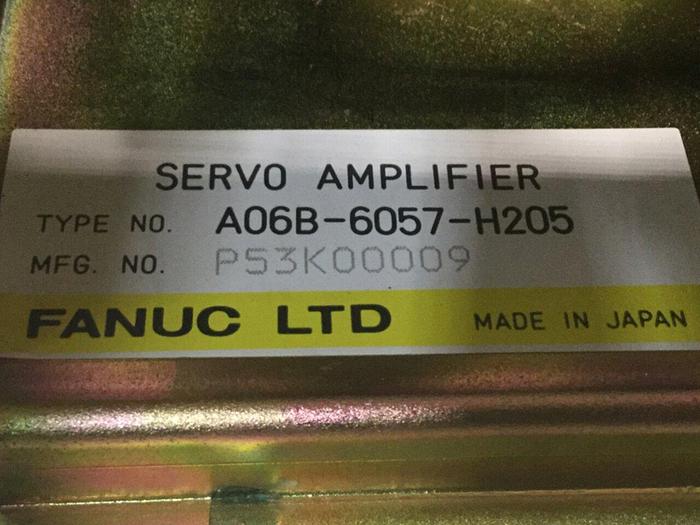 SERVO AMPLIFIER
TYPE NO. A06B-6057-H205
MFG. NO. P53K00009
FANUC LTD MADE IN JAPAN